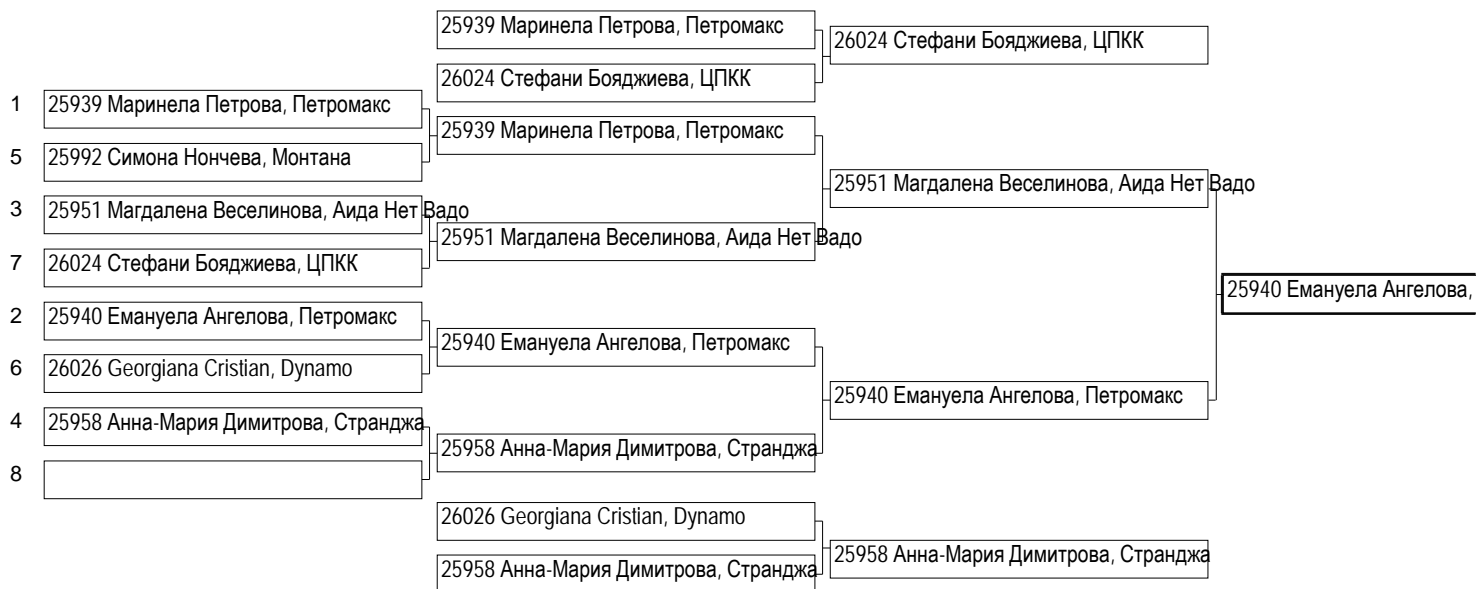 25939 Маринела Петрова, Петромакс
26024 Стефани Бояджиева, ЦПКК
26024 Стефани Бояджиева, ЦПКК
1 25939 Маринела Петрова, Петромакс
25939 Маринела Петрова, Петромакс
5 25992 Симона Нончева, Монтана
25951 Магдалена Веселинова, Аида Нет Вадо
3 25951 Магдалена Веселинова, Аида Нет Вадо
25951 Магдалена Веселинова, Аида Нет Вадо
7 26024 Стефани Бояджиева, ЦПКК
25940 Емануела Ангелова,
2 25940 Емануела Ангелова, Петромакс
25940 Емануела Ангелова, Петромакс
6 26026 Georgiana Cristian, Dynamo
25940 Емануела Ангелова, Петромакс
4 25958 Анна-Мария Димитрова, Странджа
25958 Анна-Мария Димитрова, Странджа
8
26026 Georgiana Cristian, Dynamo
25958 Анна-Мария Димитрова, Странджа
25958 Анна-Мария Димитрова, Странджа